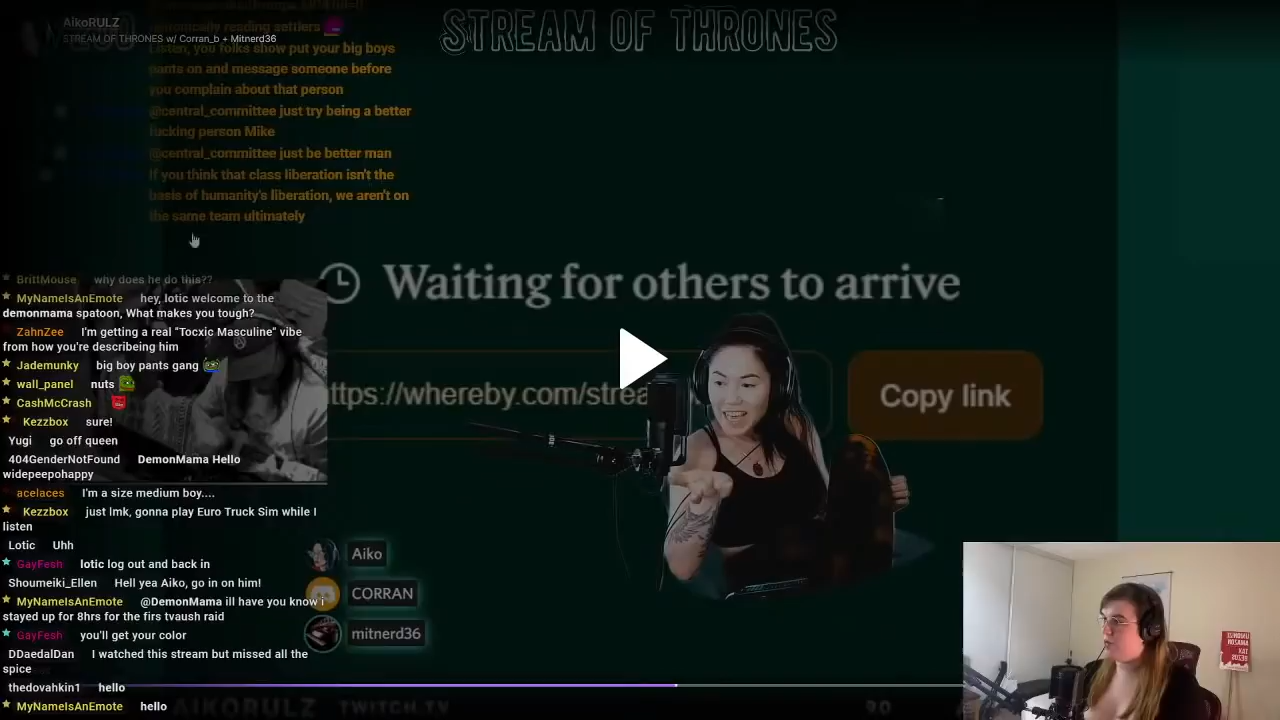 AikoRULZ
STREAM OF THRONES w/ Corran_b + Mitnerd36
STREAM OF THRONES
reading settlers
Listen, you folks show put your big boys
pants on and message someone before
you complain about that person
@central_committee just try being a better
fucking person Mike
@central_committee just be better man
If you think that class liberation isn't the
basis of humanity's liberation, we aren't on
the same team ultimately
BrittMouse why does he do this??
MyNameIsAnEmote hey, lotic welcome to the
demonmama spatoon, What makes you tough?
ZahnZee I'm getting a real "Tocxic Masculine" vibe
from how you're describeing him
Jademunky big boy pants gang
wall_panel nuts
CashMcCrash
Kezzbox sure!
Yugi go off queen
404GenderNotFound DemonMama Hello
widepeepohappy
acelaces I'm a size medium boy....
Kezzbox just lmk, gonna play Euro Truck Sim while I
listen
Lotic Uhh
GayFesh lotic log out and back in
Shoumeiki_Ellen Hell yea Aiko, go in on him!
MyNameIsAnEmote @DemonMama ill have you know i
stayed up for 8hrs for the firs tvaush raid
GayFesh you'll get your color
DDaedalDan I watched this stream but missed all the
spice
thedovahkin1 hello
MyNameIsAnEmote hello
Waiting for others to arrive
ttps://whereby.com/strea
Copy link
Aiko
CORRAN
mitnerd36
AIKORULZ TWITCH.TV